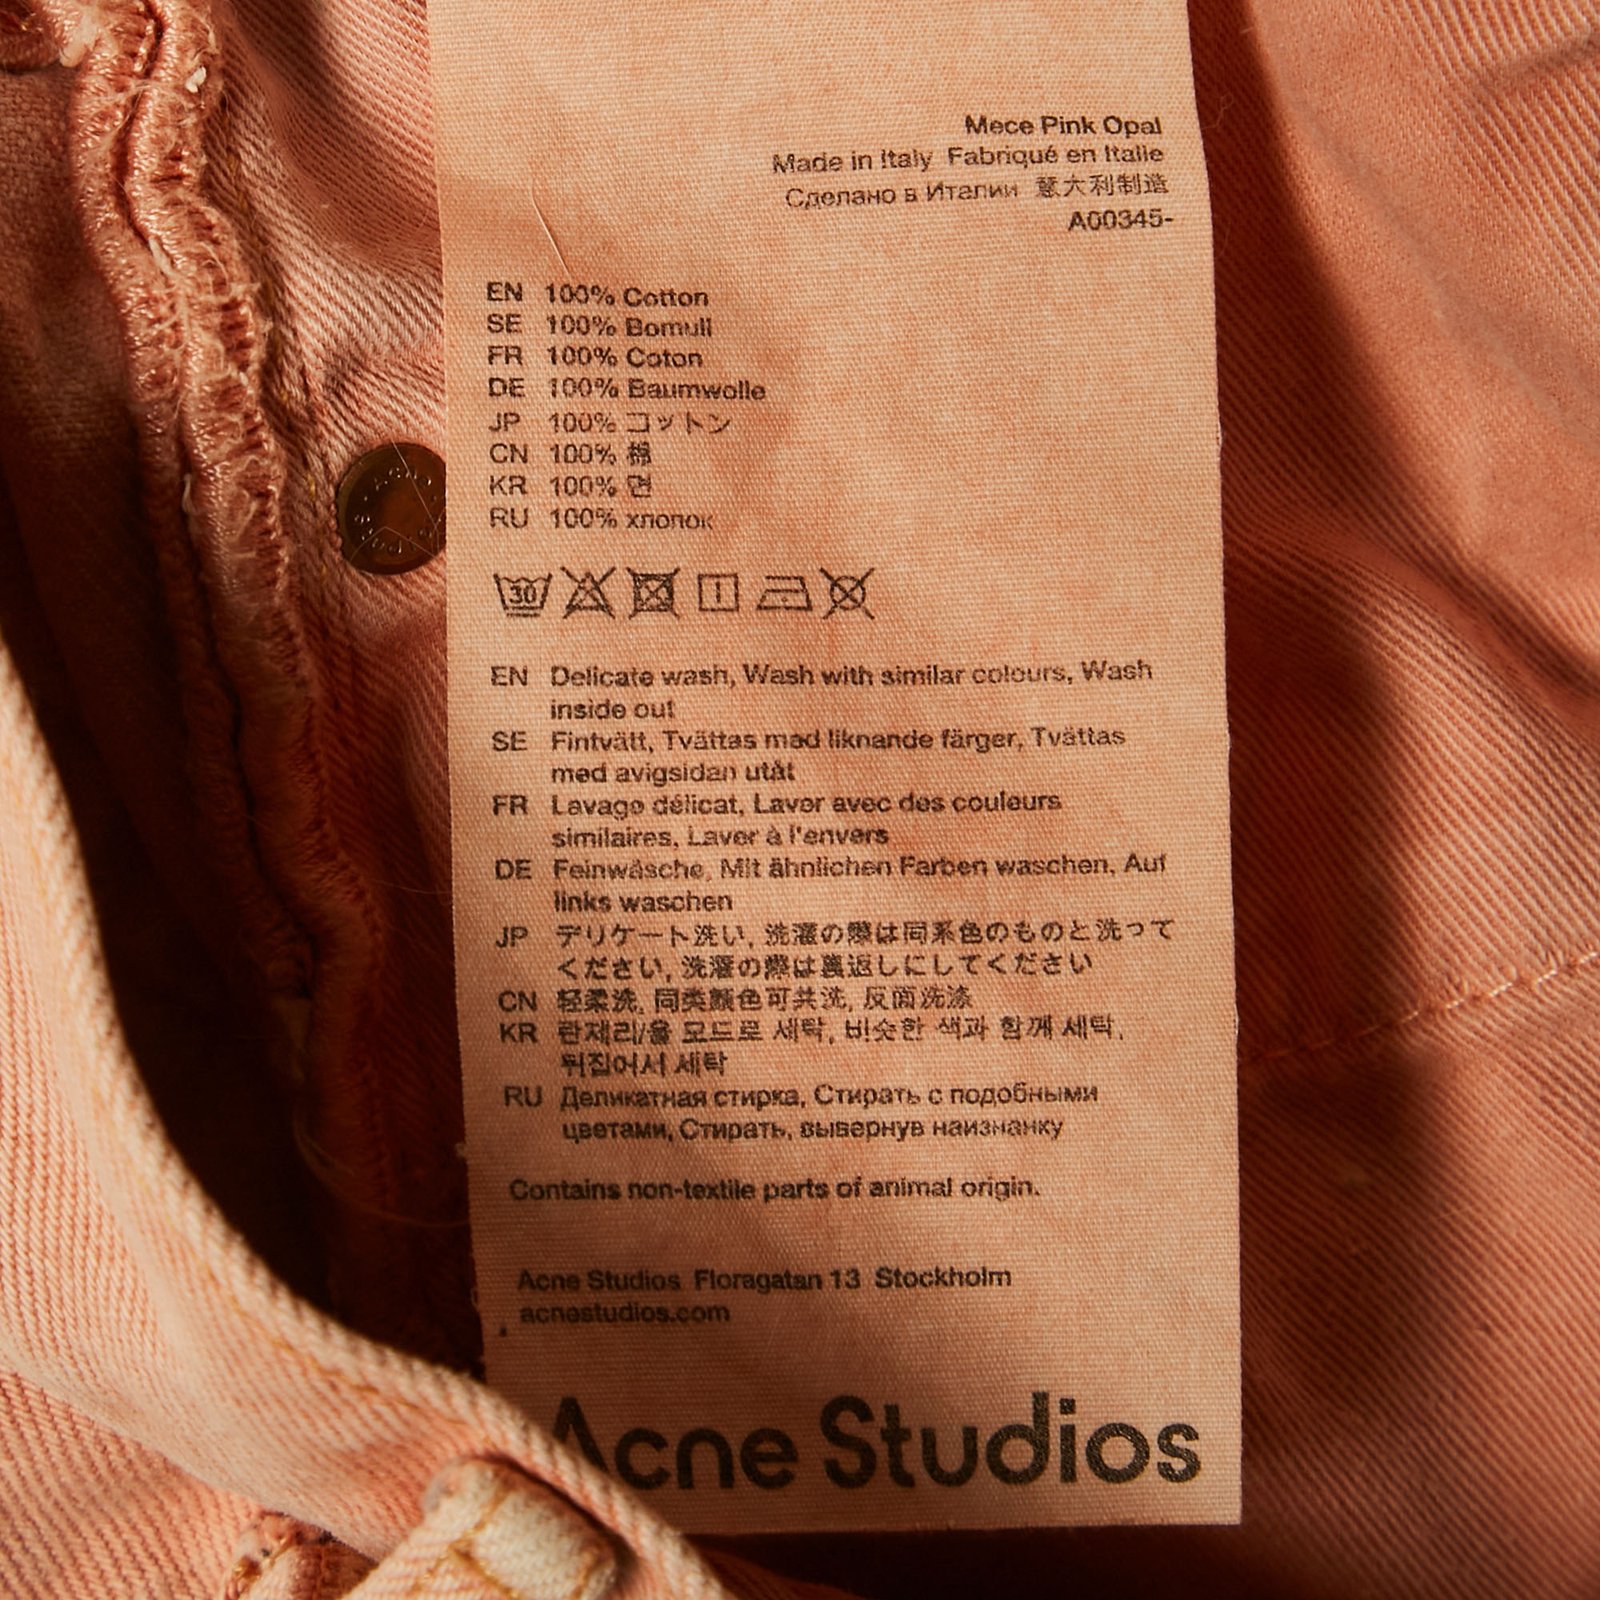 Mece Pink Opal
Made in Italy Fabriqué en Italie
Сделано в Италии 意大利制造
A00345-
EN 100% Cotton
SE 100% Bomull
FR 100% Coton
DE 100% Baumwolle
JP 100% コットン
CN 100% 棉
KR 100% 면
RU 100% хлопок
30
EN Delicate wash, Wash with similar colours, Wash
inside out
SE Fintvätt, Tvättas med liknande färger, Tvättas
med avigsidan utåt
FR Lavage délicat, Laver avec des couleurs
similaires, Laver à l'envers
DE Feinwäsche, Mit ähnlichen Farben waschen, Auf
links waschen
JP デリケート洗い, 洗濯の際は同系色のものと洗って
ください, 洗濯の際は裏返しにしてください
CN 轻柔洗, 同类颜色可共洗, 反面洗涤
KR 란제리/울 모드로 세탁, 비슷한 색과 함께 세탁,
뒤집어서 세탁
RU Деликатная стирка, Стирать с подобными
цветами, Стирать, вывернув наизнанку
Contains non-textile parts of animal origin.
Acne Studios Floragatan 13 Stockholm
acnestudios.com
Acne Studios